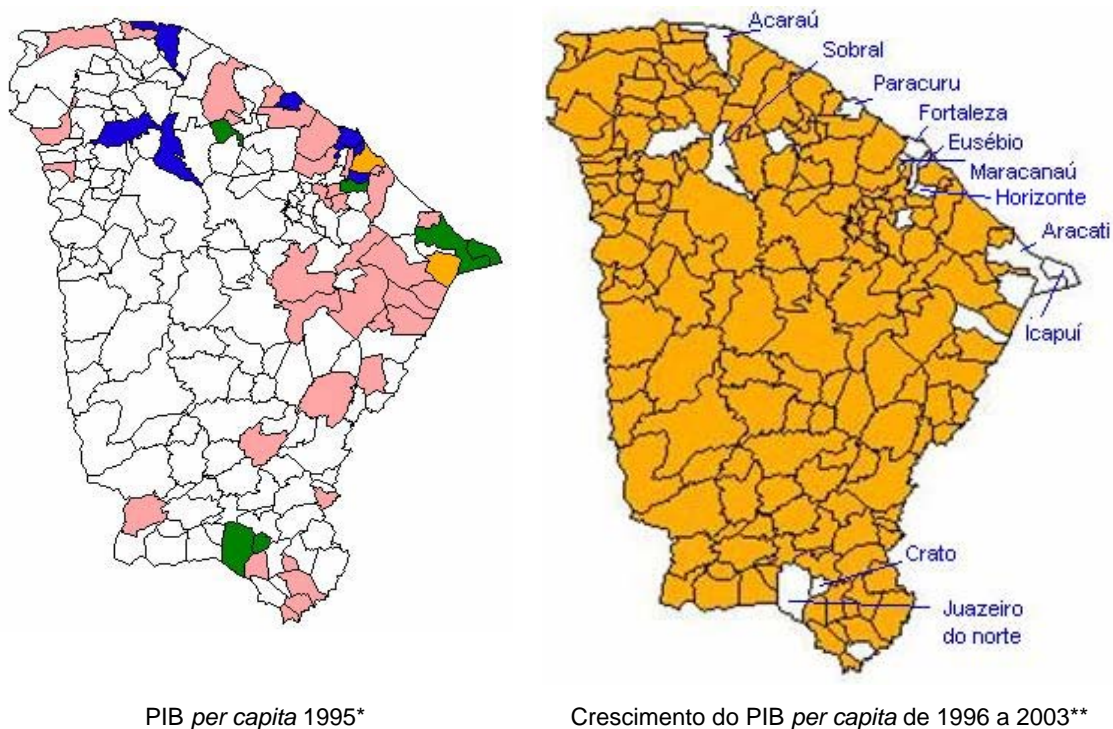 Acaraú
Sobral
Paracuru
Fortaleza
Eusébio
Maracanaú
Horizonte
Aracati
Icapuí
Crato
Juazeiro
do norte
PIB per capita 1995*
Crescimento do PIB per capita de 1996 a 2003**